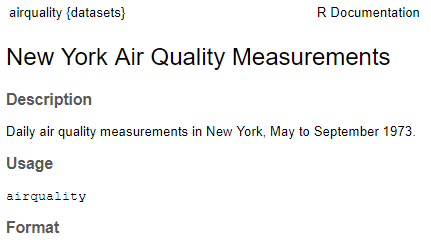 airquality {datasets} R Documentation
New York Air Quality Measurements
Description
Daily air quality measurements in New York, May to September 1973.
Usage
airquality
Format